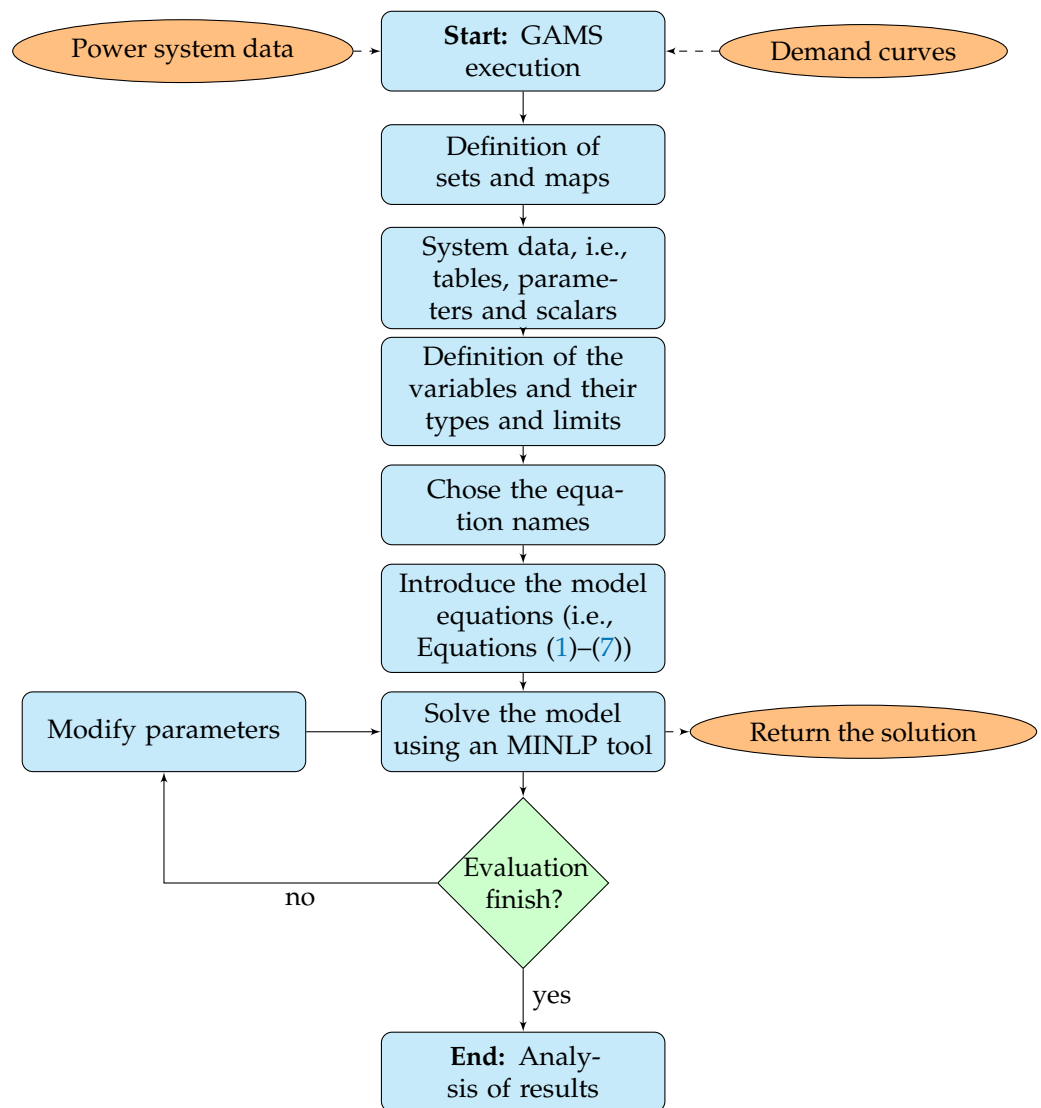 Power system data
Start: GAMS
execution
Demand curves
Definition of
sets and maps
System data, i.e.,
tables, parame-
ters and scalars
Definition of the
variables and their
types and limits
Chose the equa-
tion names
Introduce the model
equations (i.e.,
Equations (1)–(7))
Modify parameters
Solve the model
using an MINLP tool
Return the solution
Evaluation
finish?
no
yes
End: Analy-
sis of results